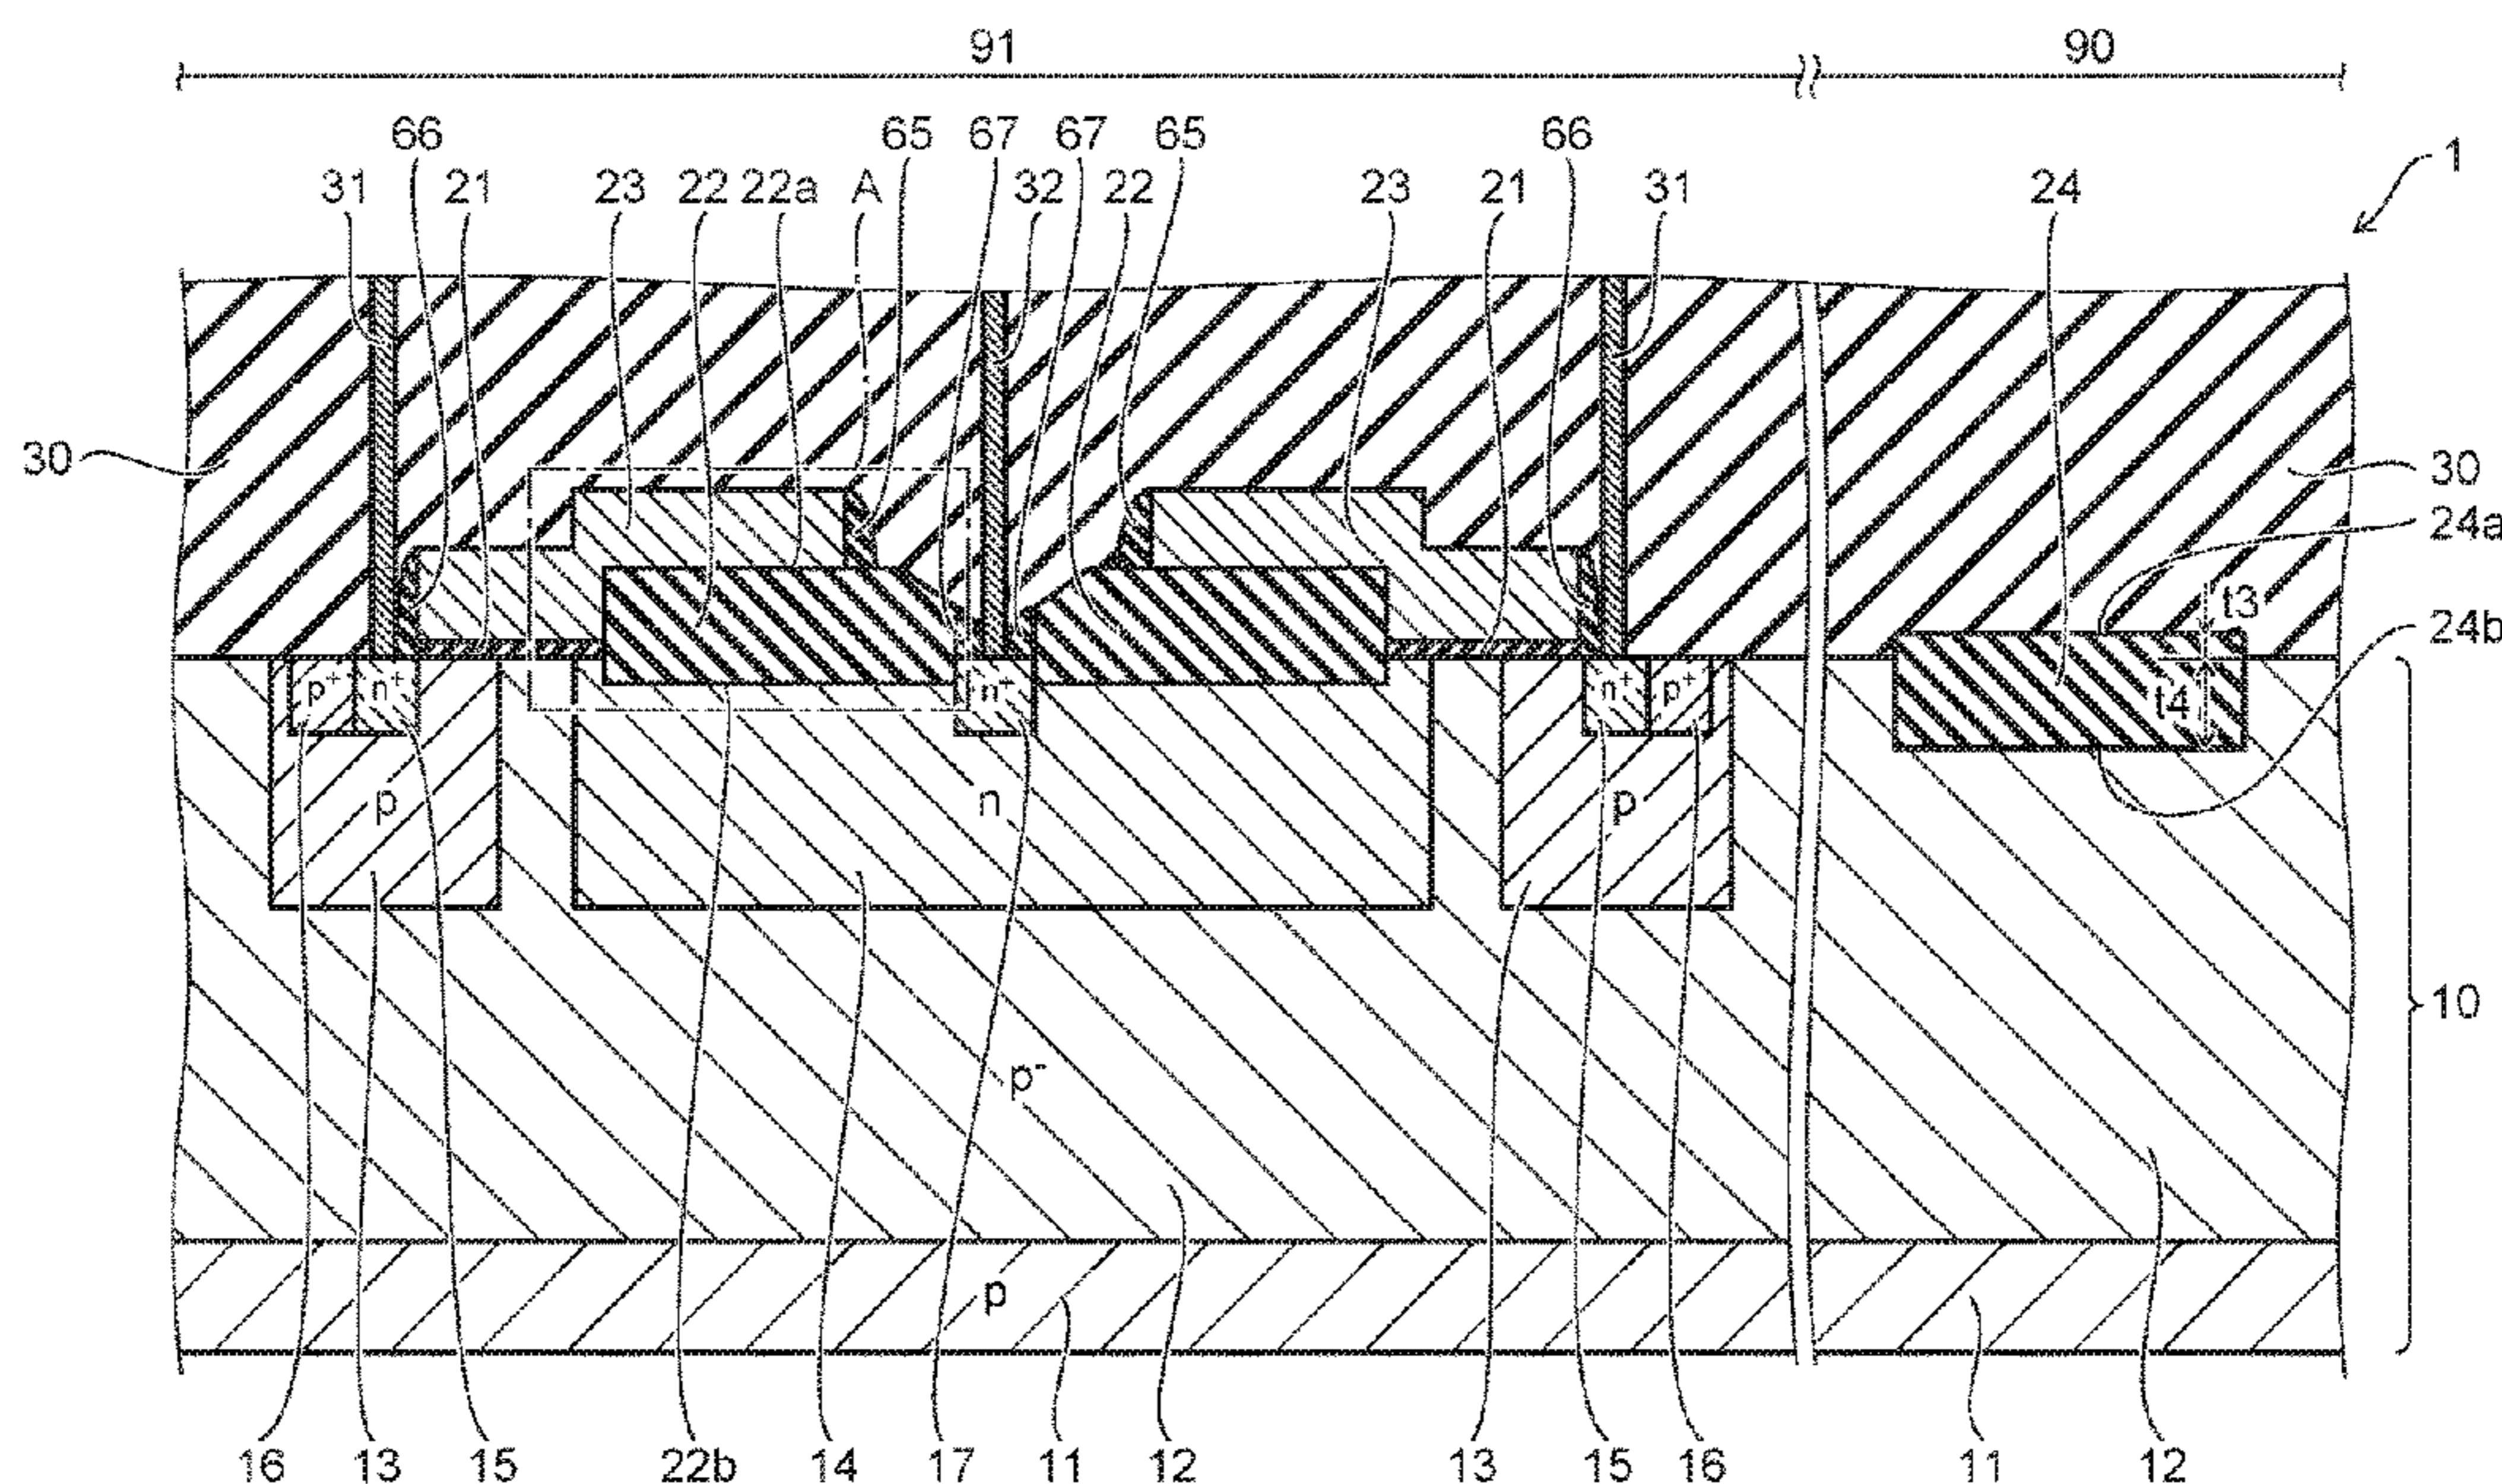 91 90
66 65 67 67 65 66 1
31 21 23 22 22a A 32 22 23 21 31 24
30 30
24a
t3
24b
p+ n+ n+ n+ p+
t4
p n p
10
p-
p
16 13 15 22b 14 17 11 12 13 15 16 11 12